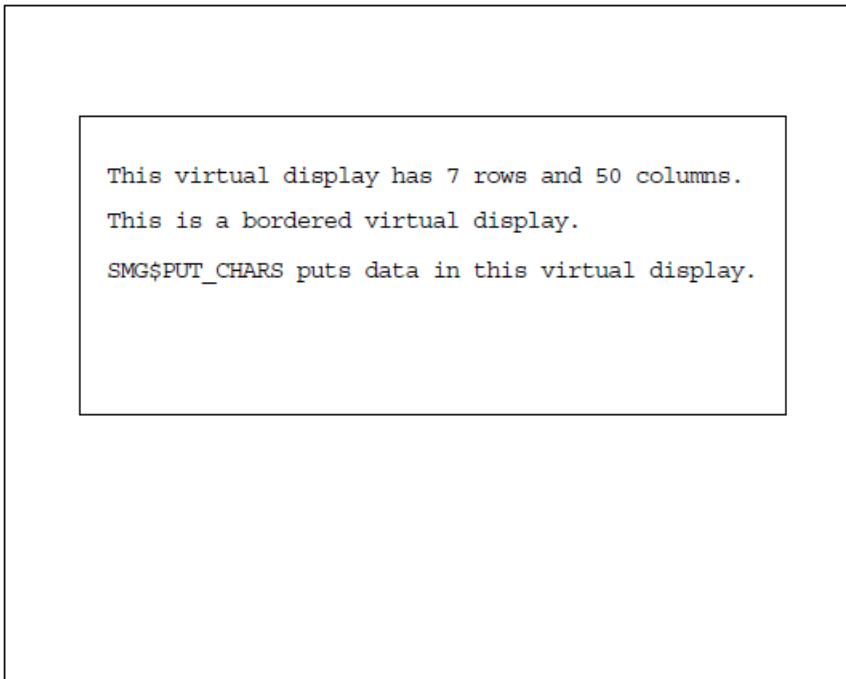 This virtual display has 7 rows and 50 columns.
This is a bordered virtual display.
SMG$PUT_CHARS puts data in this virtual display.